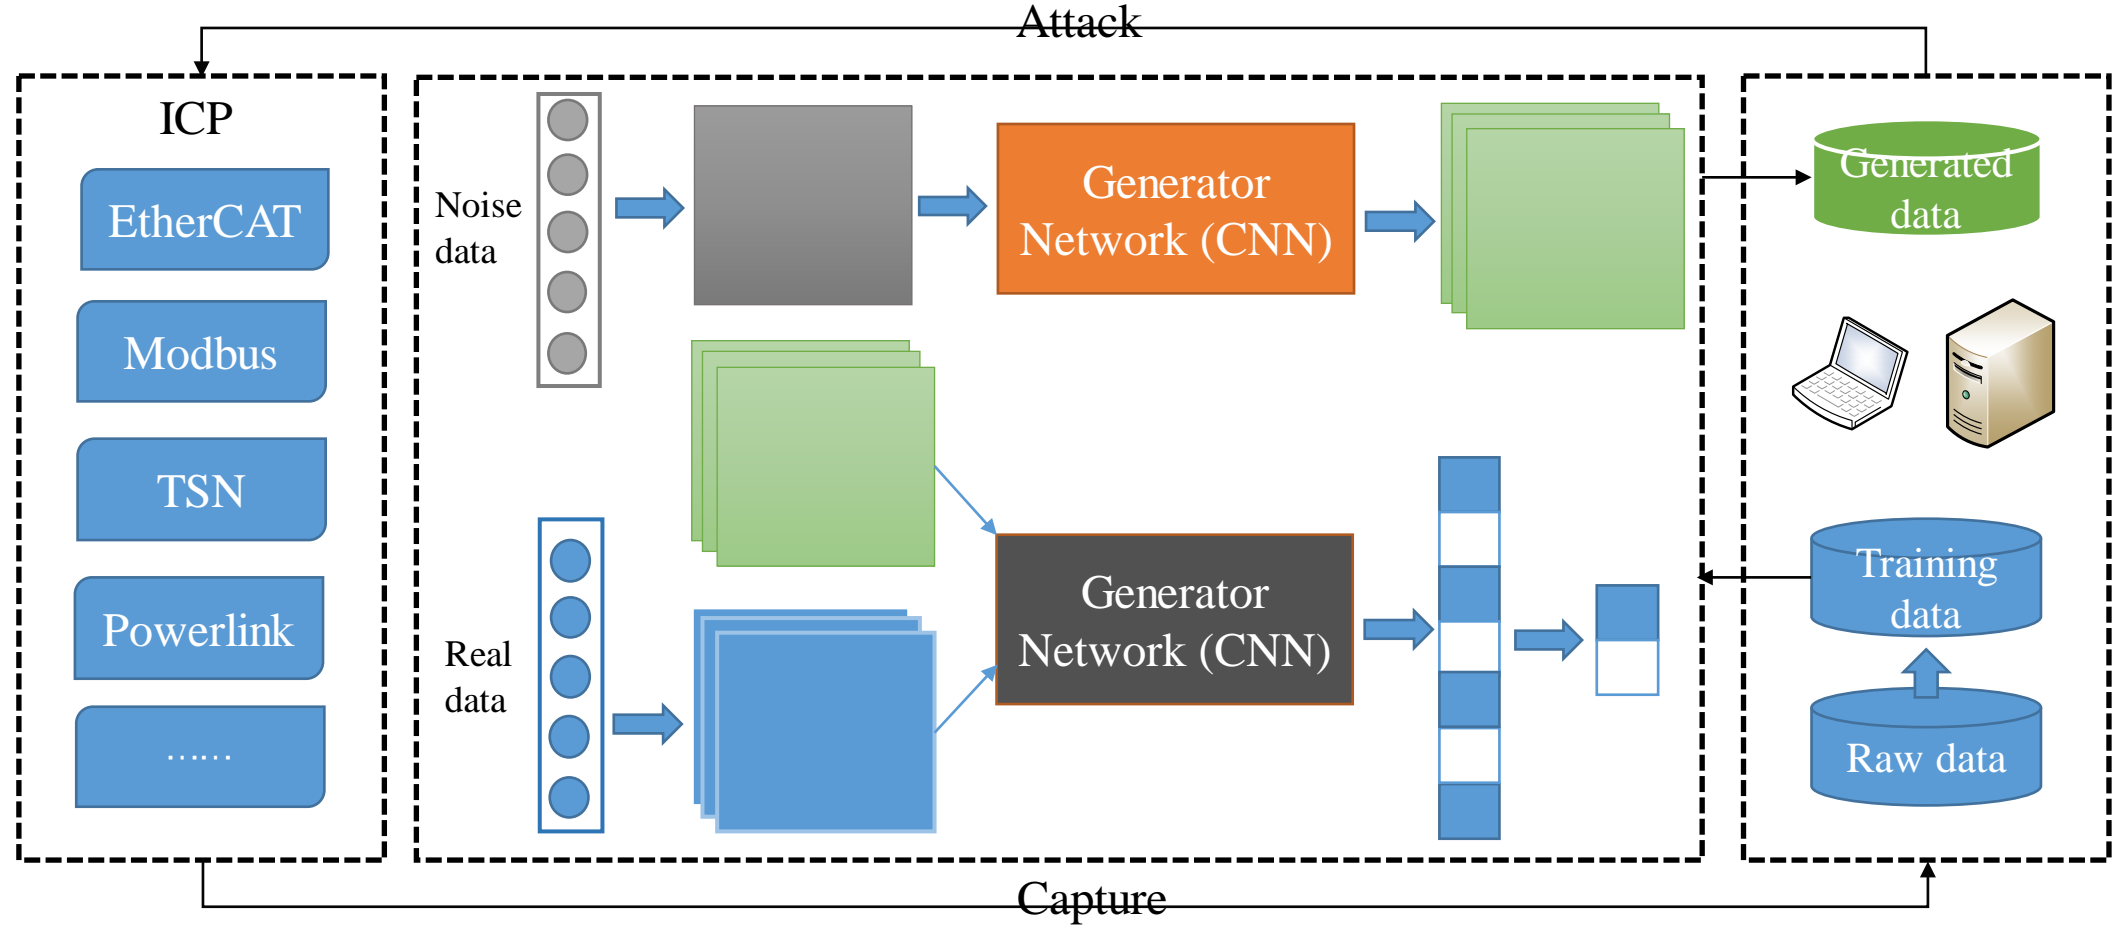 Attack
ICP
EtherCAT
Modbus
TSN
Powerlink
……
Noise
data
Generator
Network (CNN)
Real
data
Generator
Network (CNN)
Generated
data
Training
data
Raw data
Capture